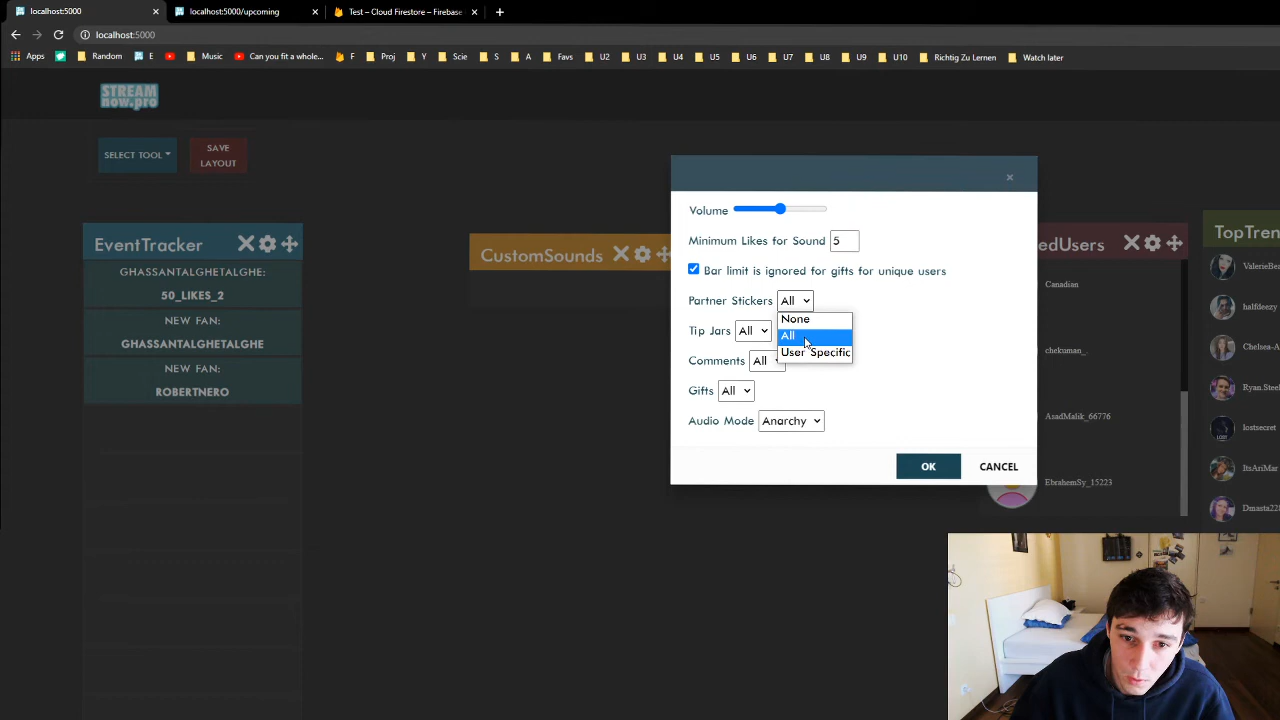 localhost:5000
localhost:5000/upcoming
Test – Cloud Firestore – Firebase
localhost:5000
Apps Random E Music Can you fit a whole... F Proj Y Scie S A Favs U2 U3 U4 U5 U6 U7 U8 U9 U10 Richtig Zu Lernen Watch later
STREAM
now.pro
SELECT TOOL
SAVE
LAYOUT
EventTracker
GHASSANTALGHETALGHE:
50_LIKES_2
NEW FAN:
GHASSANTALGHETALGHE
NEW FAN:
ROBERTNERO
CustomSounds
Volume
Minimum Likes for Sound 5
Bar limit is ignored for gifts for unique users
Partner Stickers All
None
All
User Specific
Tip Jars All
Comments All
Gifts All
Audio Mode Anarchy
OK CANCEL
edUsers
Canadian
chekuman_.
AsadMalik_66776
EbrahemSy_15223
TopTren
ValerieBea
halfdeezy
Chelsea-A
Ryan.Steel
lostsecret
ItsAriMar
Dmasta228